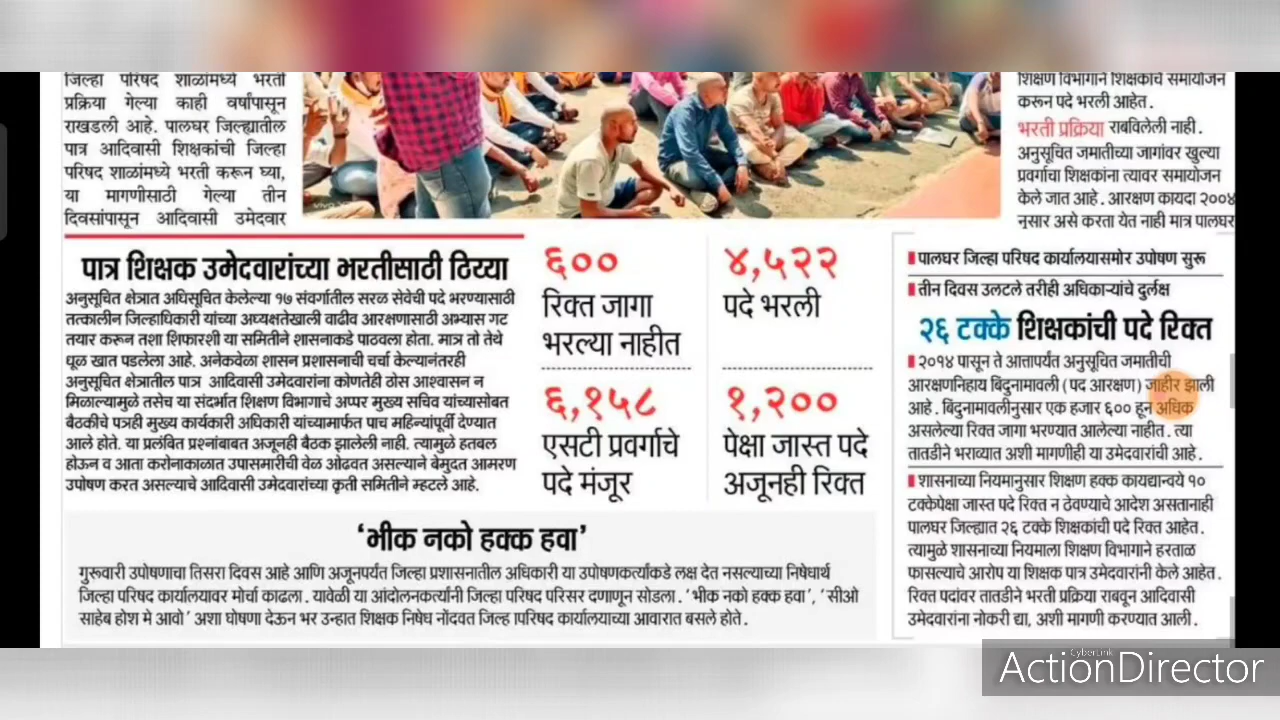 जिल्हा परिषद शाळांमध्ये भरती
प्रक्रिया गेल्या काही वर्षांपासून
राखडली आहे. पालघर जिल्ह्यातील
पात्र आदिवासी शिक्षकांची जिल्हा
परिषद शाळांमध्ये भरती करून घ्या,
या मागणीसाठी गेल्या तीन
दिवसांपासून आदिवासी उमेदवार
शिक्षण विभागाने शिक्षकांचे समायोजन
करून पदे भरली आहेत.
भरती प्रक्रिया राबविलेली नाही.
अनुसूचित जमातीच्या जागांवर खुल्या
प्रवर्गाचा शिक्षकांना त्यावर समायोजन
केले जात आहे. आरक्षण कायदा २००४
नुसार असे करता येत नाही मात्र पालघर
पात्र शिक्षक उमेदवारांच्या भरतीसाठी ठिय्या
अनुसूचित क्षेत्रात अधिसूचित केलेल्या १७ संवर्गातील सरळ सेवेची पदे भरण्यासाठी
तत्कालीन जिल्हाधिकारी यांच्या अध्यक्षतेखाली वाढीव आरक्षणासाठी अभ्यास गट
तयार करून तशा शिफारशी या समितीने शासनाकडे पाठवला होता. मात्र तो तेथे
धूळ खात पडलेला आहे. अनेकवेळा शासन प्रशासनाची चर्चा केल्यानंतरही
अनुसूचित क्षेत्रातील पात्र आदिवासी उमेदवारांना कोणतेही ठोस आश्वासन न
मिळाल्यामुळे तसेच या संदर्भात शिक्षण विभागाचे अप्पर मुख्य सचिव यांच्यासोबत
बैठकीचे पत्रही मुख्य कार्यकारी अधिकारी यांच्यामार्फत पाच महिन्यांपूर्वी देण्यात
आले होते. या प्रलंबित प्रश्नांबाबत अजूनही बैठक झालेली नाही. त्यामुळे हतबल
होऊन व आता करोनाकाळात उपासमारीची वेळ ओढवत असल्याने बेमुदत आमरण
उपोषण करत असल्याचे आदिवासी उमेदवारांच्या कृती समितीने म्हटले आहे.
६००
रिक्त जागा
भरल्या नाहीत
४,५२२
पदे भरली
६,१५८
एसटी प्रवर्गाचे
पदे मंजूर
१,२००
पेक्षा जास्त पदे
अजूनही रिक्त
पालघर जिल्हा परिषद कार्यालयासमोर उपोषण सुरू
तीन दिवस उलटले तरीही अधिकाऱ्यांचे दुर्लक्ष
२६ टक्के शिक्षकांची पदे रिक्त
२०१४ पासून ते आत्तापर्यंत अनुसूचित जमातीची
आरक्षणनिहाय बिंदुनामावली (पद आरक्षण) जाहीर झाली
आहे. बिंदुनामावलीनुसार एक हजार ६०० हून अधिक
असलेल्या रिक्त जागा भरण्यात आलेल्या नाहीत. त्या
तातडीने भराव्यात अशी मागणीही या उमेदवारांची आहे.
शासनाच्या नियमानुसार शिक्षण हक्क कायद्यान्वये १०
टक्केपेक्षा जास्त पदे रिक्त न ठेवण्याचे आदेश असतानाही
पालघर जिल्ह्यात २६ टक्के शिक्षकांची पदे रिक्त आहेत.
त्यामुळे शासनाच्या नियमाला शिक्षण विभागाने हरताळ
फासल्याचे आरोप या शिक्षक पात्र उमेदवारांनी केले आहेत.
रिक्त पदांवर तातडीने भरती प्रक्रिया राबवून आदिवासी
उमेदवारांना नोकरी द्या, अशी मागणी करण्यात आली.
'भीक नको हक्क हवा'
गुरूवारी उपोषणाचा तिसरा दिवस आहे आणि अजूनपर्यंत जिल्हा प्रशासनातील अधिकारी या उपोषणकर्त्यांकडे लक्ष देत नसल्याच्या निषेधार्थ
जिल्हा परिषद कार्यालयावर मोर्चा काढला. यावेळी या आंदोलनकर्त्यांनी जिल्हा परिषद परिसर दणाणून सोडला. 'भीक नको हक्क हवा', 'सीओ
साहेब होश मे आवो' अशा घोषणा देऊन भर उन्हात शिक्षक निषेध नोंदवत जिल्हा परिषद कार्यालयाच्या आवारात बसले होते.
CyberLink
ActionDirector